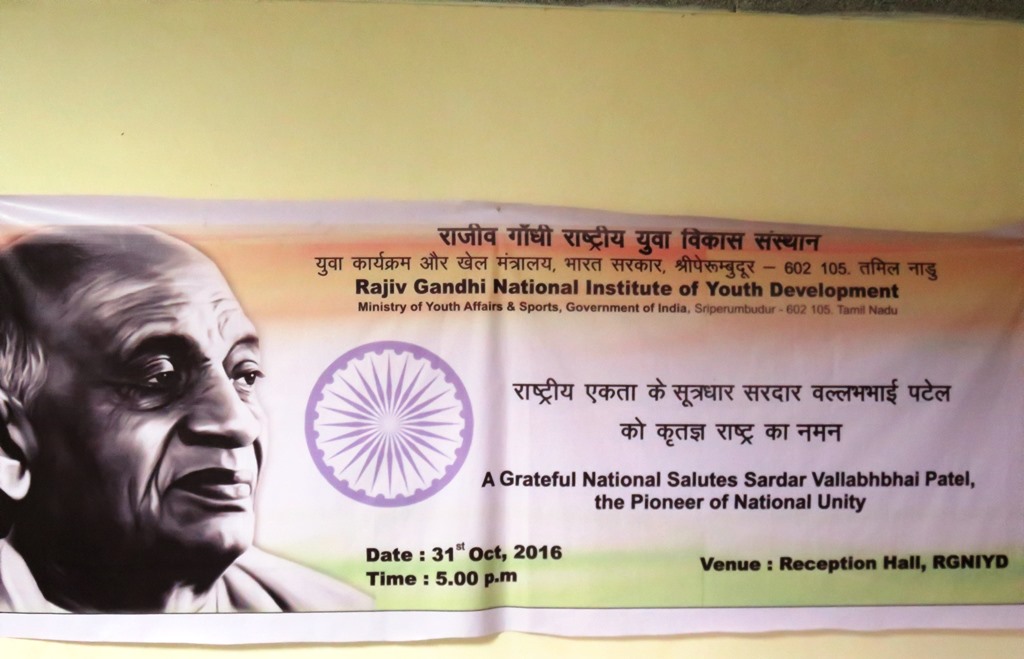 राजीव गाँधी राष्ट्रीय युवा विकास संस्थान
युवा कार्यक्रम और खेल मंत्रालय, भारत सरकार, श्रीपेरूम्बुदूर – 602 105. तमिल नाडु
Rajiv Gandhi National Institute of Youth Development
Ministry of Youth Affairs & Sports, Government of India, Sriperumbudur - 602 105. Tamil Nadu
राष्ट्रीय एकता के सूत्रधार सरदार वल्लभभाई पटेल
को कृतज्ञ राष्ट्र का नमन
A Grateful National Salutes Sardar Vallabhbhai Patel,
the Pioneer of National Unity
Date : 31st Oct, 2016
Time : 5.00 p.m
Venue : Reception Hall, RGNIYD